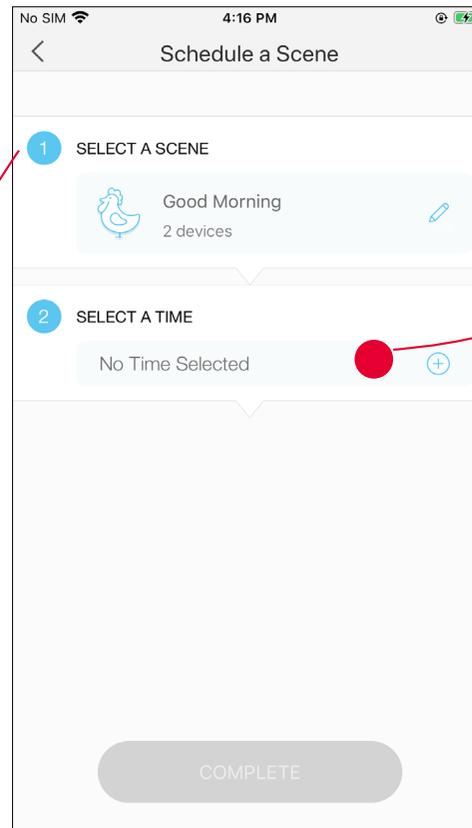 No SIM 4:16 PM
Schedule a Scene
1 SELECT A SCENE
Good Morning
2 devices
2 SELECT A TIME
No Time Selected
COMPLETE